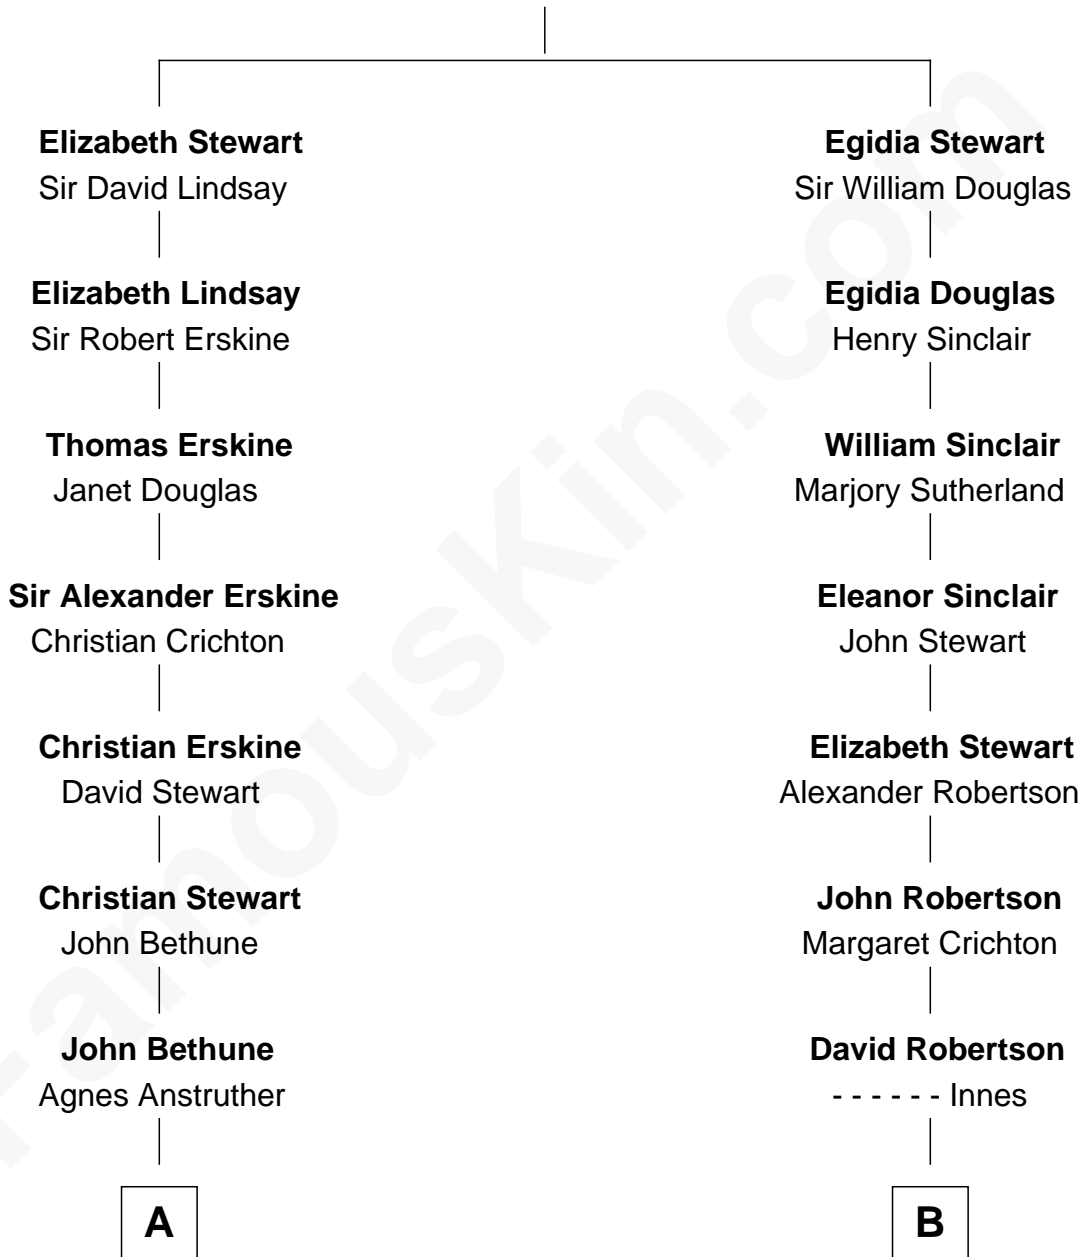 Elizabeth Stewart
Sir David Lindsay
Elizabeth Lindsay
Sir Robert Erskine
Thomas Erskine
Janet Douglas
Sir Alexander Erskine
Christian Crichton
Christian Erskine
David Stewart
Christian Stewart
John Bethune
John Bethune
Agnes Anstruther
A
Egidia Stewart
Sir William Douglas
Egidia Douglas
Henry Sinclair
William Sinclair
Marjory Sutherland
Eleanor Sinclair
John Stewart
Elizabeth Stewart
Alexander Robertson
John Robertson
Margaret Crichton
David Robertson
- - - - - - Innes
B
FamousKin.com